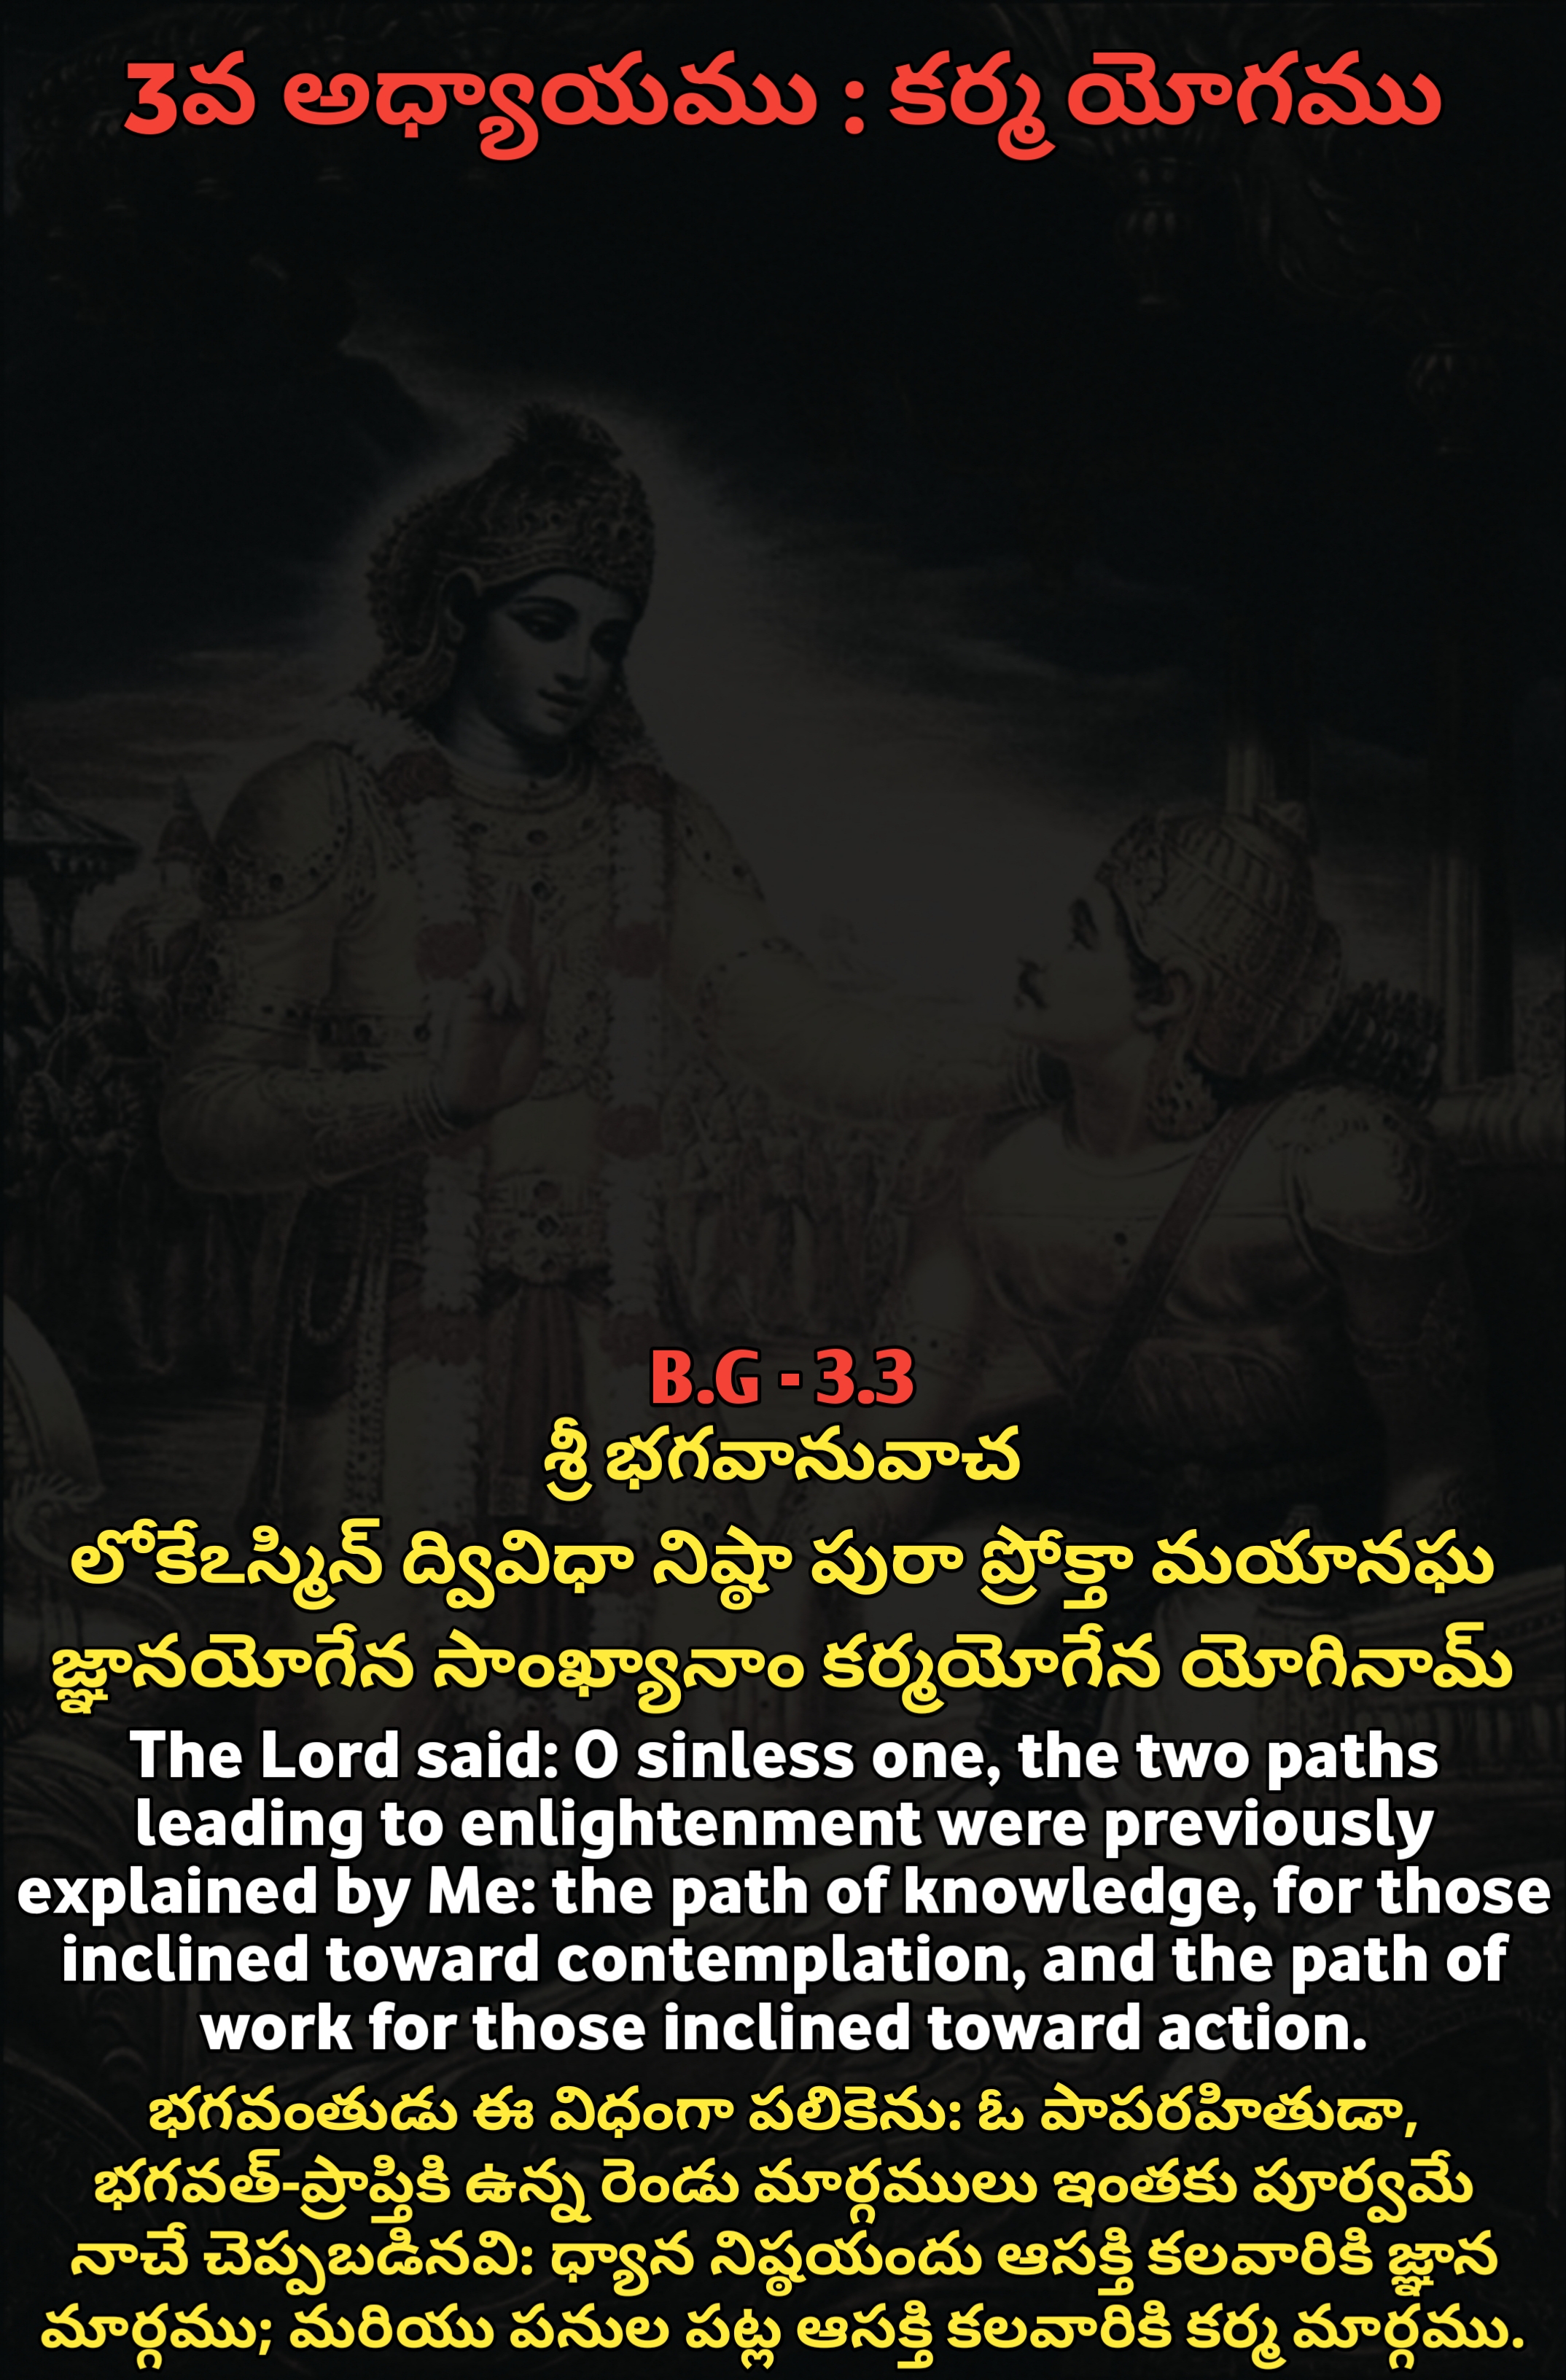 3వ అధ్యాయము : కర్మ యోగము
B.G - 3.3
శ్రీ భగవానువాచ
లోకేఽస్మిన్ ద్వివిధా నిష్ఠా పురా ప్రోక్తా మయానఘ
జ్ఞానయోగేన సాంఖ్యానాం కర్మయోగేన యోగినామ్
The Lord said: O sinless one, the two paths
leading to enlightenment were previously
explained by Me: the path of knowledge, for those
inclined toward contemplation, and the path of
work for those inclined toward action.
భగవంతుడు ఈ విధంగా పలికెను: ఓ పాపరహితుడా,
భగవత్-ప్రాప్తికి ఉన్న రెండు మార్గములు ఇంతకు పూర్వమే
నాచే చెప్పబడినవి: ధ్యాన నిష్ఠయందు ఆసక్తి కలవారికి జ్ఞాన
మార్గము; మరియు పనుల పట్ల ఆసక్తి కలవారికి కర్మ మార్గము.